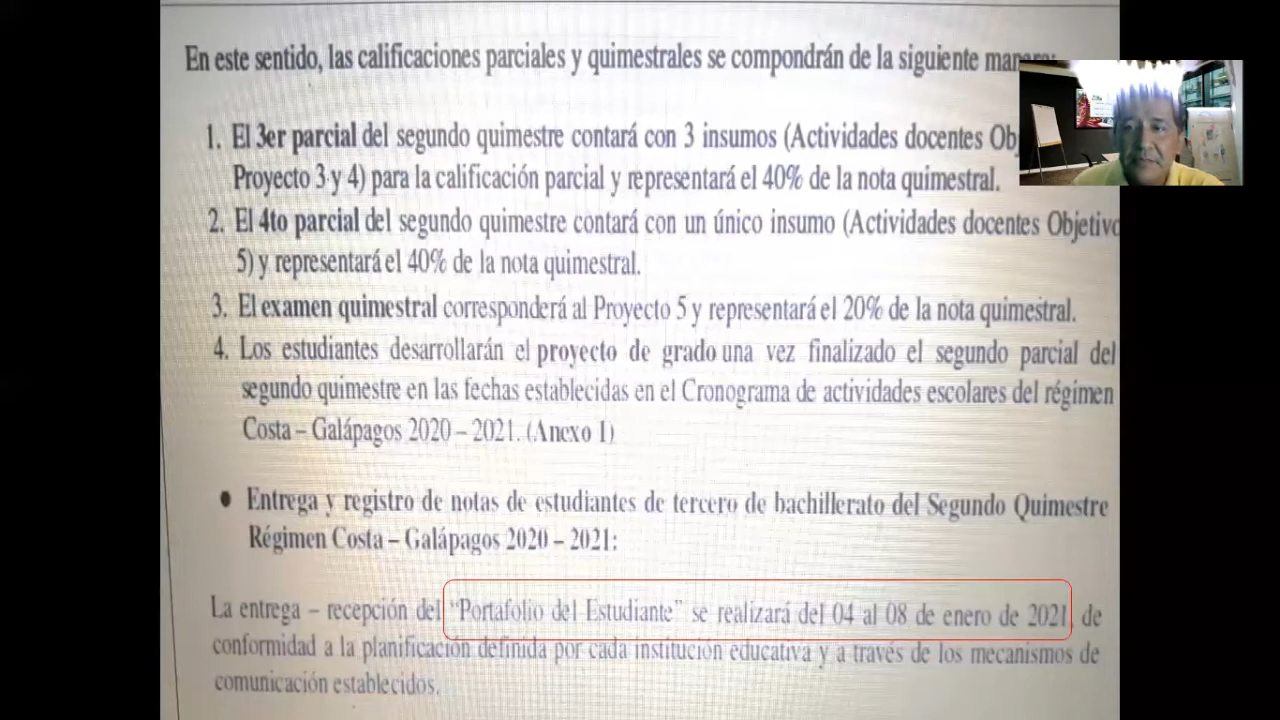 En este sentido, las calificaciones parciales y quimestrales se compondrán de la siguiente
1. El 3er parcial del segundo quimestre contará con 3 insumos (Actividades docentes
Proyecto 3 y 4) para la calificación parcial y representará el 40% de la nota quimestral.
2. El 4to parcial del segundo quimestre contará con un único insumo (Actividades docentes Objetivo
5) y representará el 40% de la nota quimestral.
3. El examen quimestral corresponderá al Proyecto 5 y representará el 20% de la nota quimestral.
4. Los estudiantes desarrollarán el proyecto de grado una vez finalizado el segundo parcial del
segundo quimestre en las fechas establecidas en el Cronograma de actividades escolares del régimen
Costa – Galápagos 2020 – 2021. (Anexo 1)
● Entrega y registro de notas de estudiantes de tercero de bachillerato del Segundo Quimestre
Régimen Costa – Galápagos 2020 – 2021:
La entrega – recepción del “Portafolio del Estudiante” se realizará del 04 al 08 de enero de 2021, de
conformidad a la planificación definida por cada institución educativa y a través de los mecanismos de
comunicación establecidos.